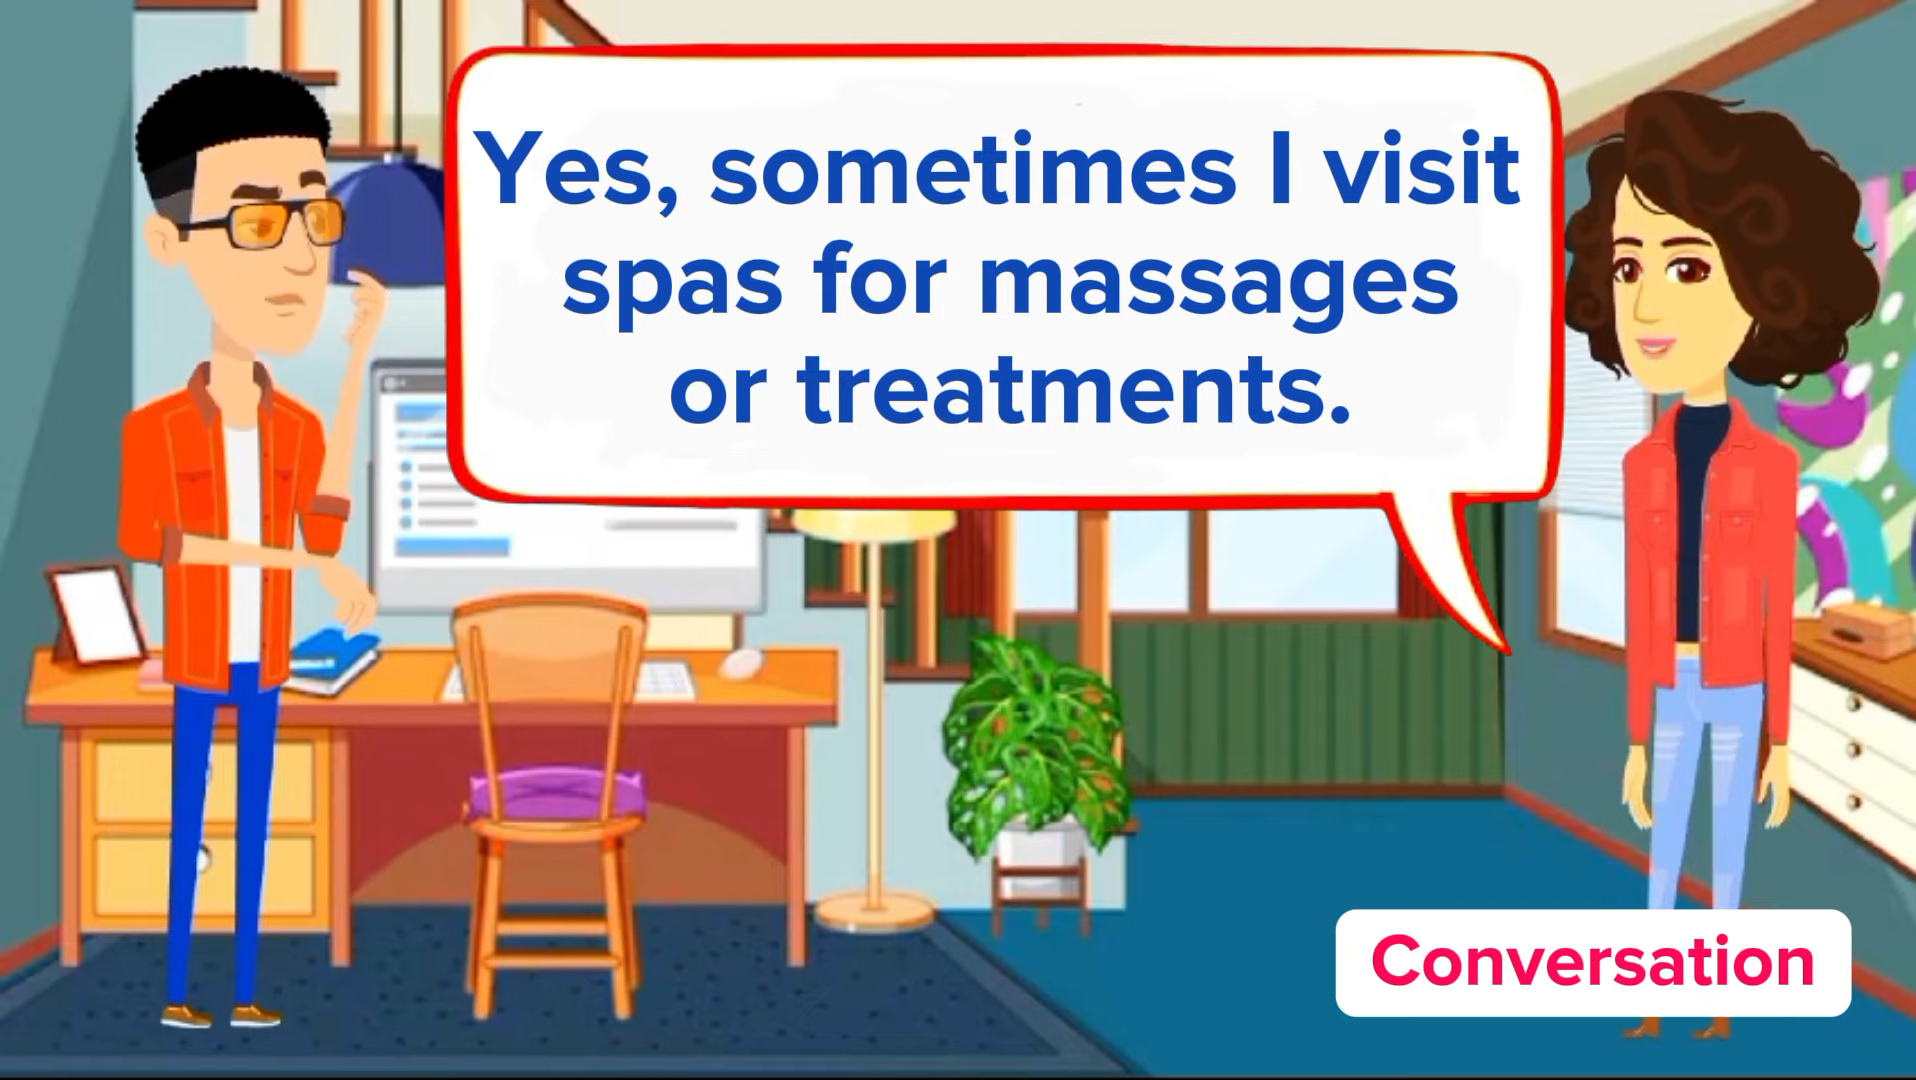 Yes, sometimes I visit
spas for massages
or treatments.
Conversation